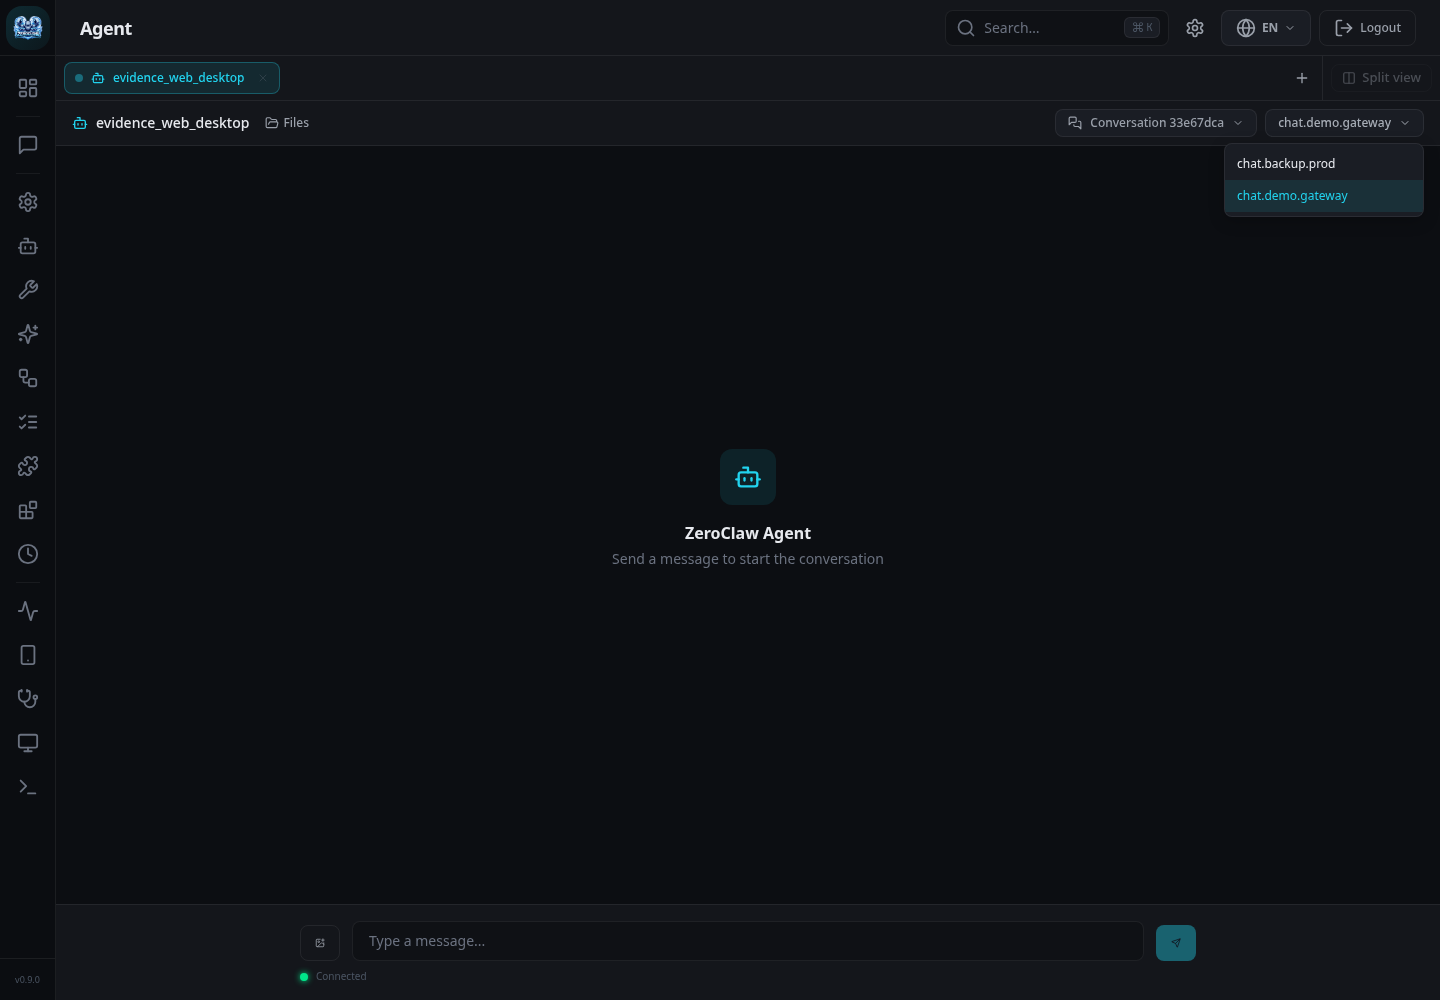 Agent
Search...
⌘ K
EN
Logout
evidence_web_desktop
Split view
evidence_web_desktop
Files
Conversation 33e67dca
chat.demo.gateway
chat.backup.prod
chat.demo.gateway
ZeroClaw Agent
Send a message to start the conversation
Type a message...
Connected
v0.9.0